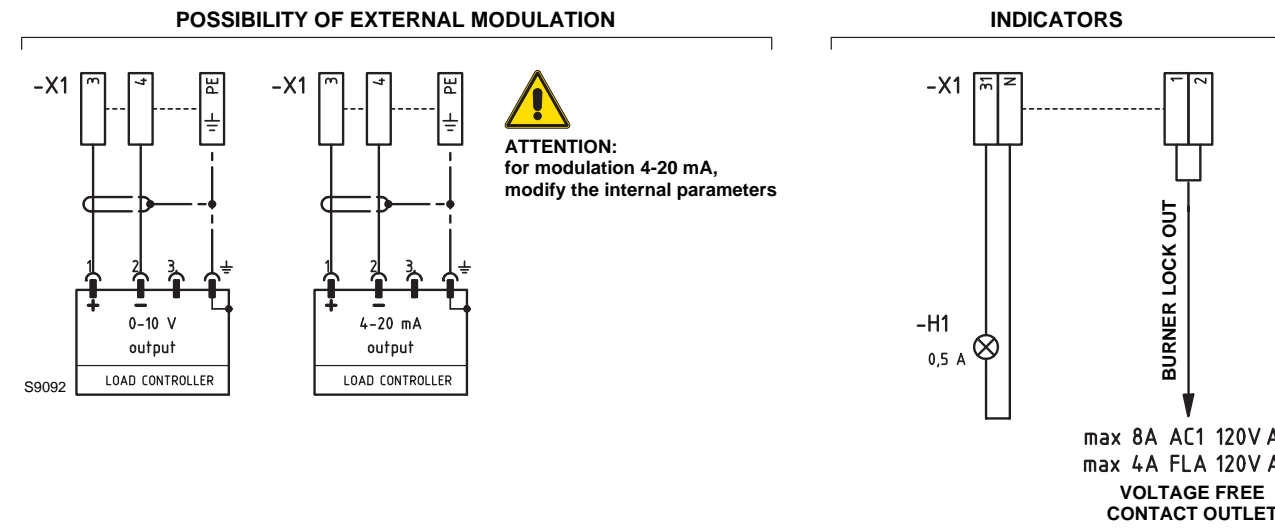 POSSIBILITY OF EXTERNAL MODULATION
-X1 3 4 PE
1 2 3
+ −
0-10 V
output
LOAD CONTROLLER
S9092
-X1 3 4 PE
1 2 3
+ −
4-20 mA
output
LOAD CONTROLLER
ATTENTION:
for modulation 4-20 mA,
modify the internal parameters
INDICATORS
-X1 31 N 1 2
-H1
0,5 A
BURNER LOCK OUT
max 8A AC1 120V A
max 4A FLA 120V A
VOLTAGE FREE
CONTACT OUTLET